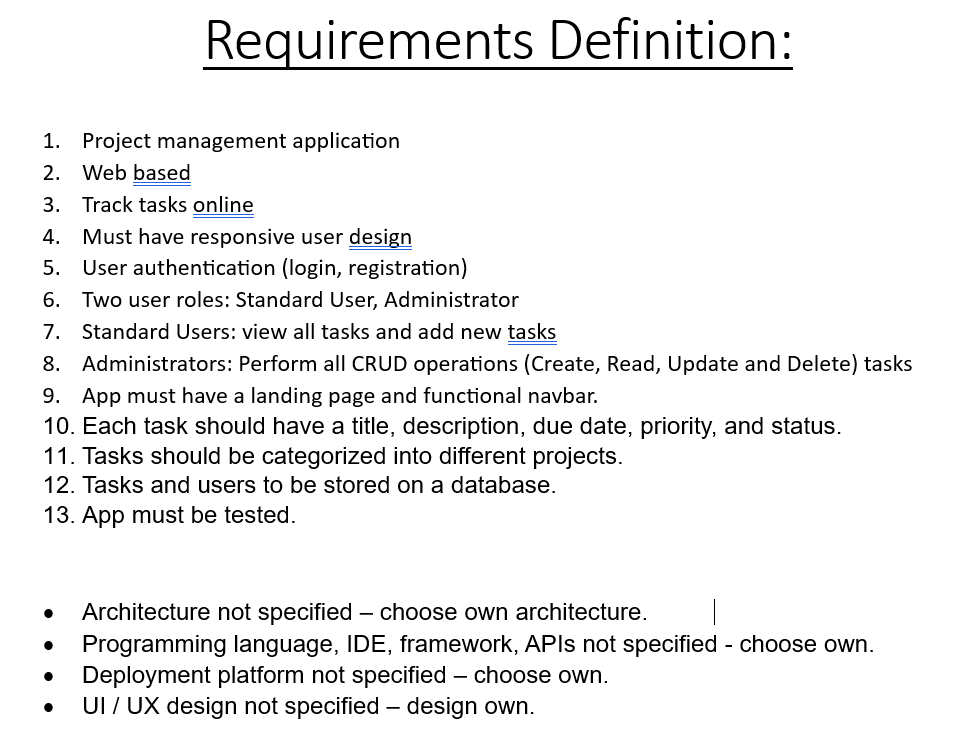 Requirements Definition:
1. Project management application
2. Web based
3. Track tasks online
4. Must have responsive user design
5. User authentication (login, registration)
6. Two user roles: Standard User, Administrator
7. Standard Users: view all tasks and add new tasks
8. Administrators: Perform all CRUD operations (Create, Read, Update and Delete) tasks
9. App must have a landing page and functional navbar.
10. Each task should have a title, description, due date, priority, and status.
11. Tasks should be categorized into different projects.
12. Tasks and users to be stored on a database.
13. App must be tested.
• Architecture not specified – choose own architecture.
• Programming language, IDE, framework, APIs not specified - choose own.
• Deployment platform not specified – choose own.
• UI / UX design not specified – design own.